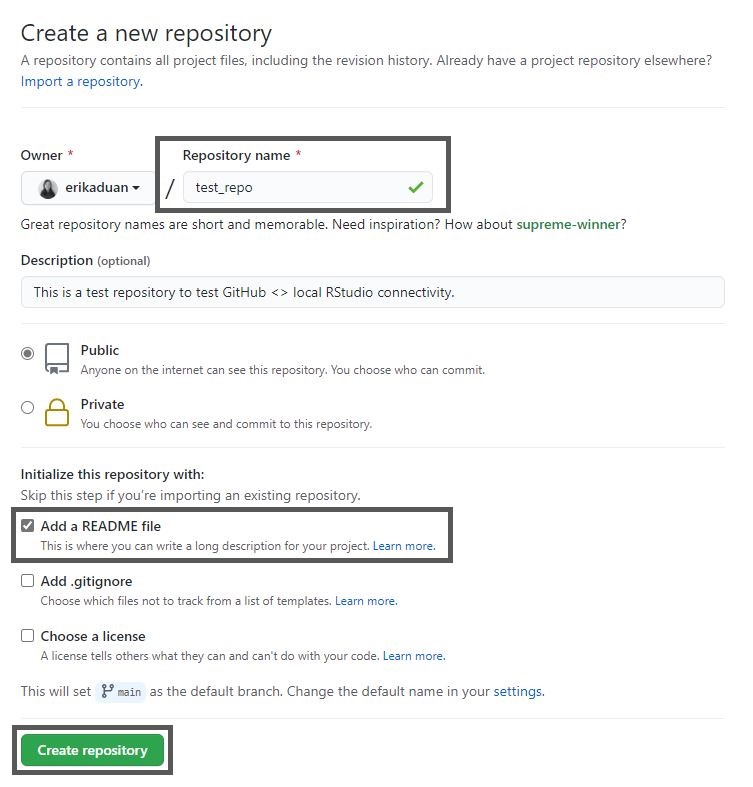 Create a new repository
A repository contains all project files, including the revision history. Already have a project repository elsewhere?
Import a repository.
Owner *
Repository name *
erikaduan
/
test_repo
Great repository names are short and memorable. Need inspiration? How about supreme-winner?
Description (optional)
This is a test repository to test GitHub <> local RStudio connectivity.
Public
Anyone on the internet can see this repository. You choose who can commit.
Private
You choose who can see and commit to this repository.
Initialize this repository with:
Skip this step if you're importing an existing repository.
Add a README file
This is where you can write a long description for your project. Learn more.
Add .gitignore
Choose which files not to track from a list of templates. Learn more.
Choose a license
A license tells others what they can and can't do with your code. Learn more.
This will set main as the default branch. Change the default name in your settings.
Create repository